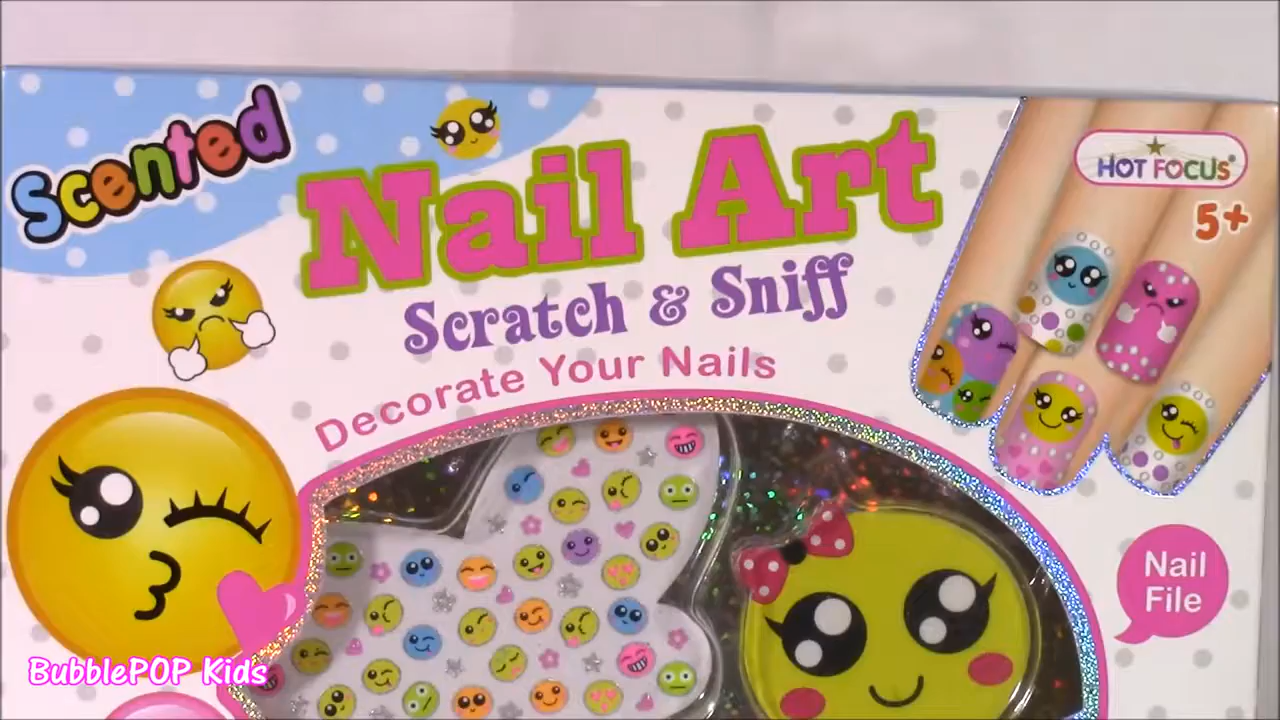 Scented
Nail Art
Scratch & Sniff
Decorate Your Nails
HOT FOCUS®
5+
Nail
File
BubblePOP Kids